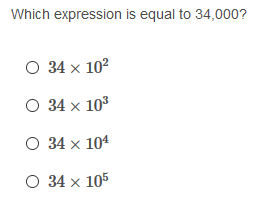 Which expression is equal to 34,000?
34 × 10²
34 × 10³
34 × 10⁴
34 × 10⁵